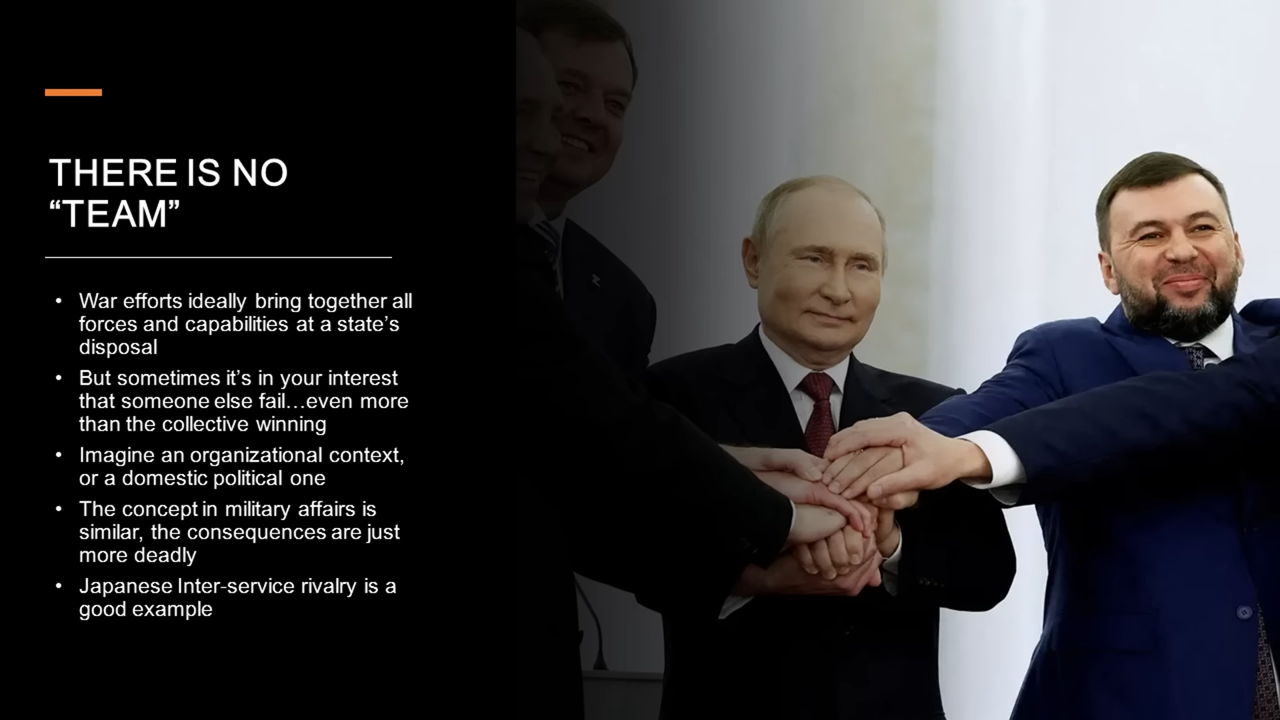 THERE IS NO
“TEAM”
• War efforts ideally bring together all
forces and capabilities at a state’s
disposal
• But sometimes it’s in your interest
that someone else fail…even more
than the collective winning
• Imagine an organizational context,
or a domestic political one
• The concept in military affairs is
similar, the consequences are just
more deadly
• Japanese Inter-service rivalry is a
good example